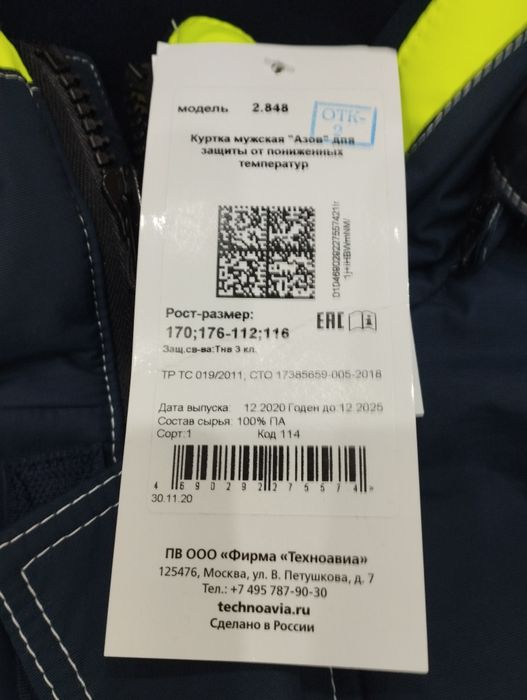 модель 2.848
ОТК-
2
Куртка мужская "Азов" для
защиты от пониженных
температур
Рост-размер:
170;176-112;116
EAC
Защ.св-ва:Тнв 3 кл.
ТР ТС 019/2011, СТО 17385659-005-2018
Дата выпуска: 12.2020 Годен до 12.2025
Состав сырья: 100% ПА
Сорт:1 Код 114
4 690292 275574 >
30.11.20
ПВ ООО «Фирма «Техноавиа»
125476, Москва, ул. В. Петушкова, д. 7
Тел.: +7 495 787-90-30
technoavia.ru
Сделано в России